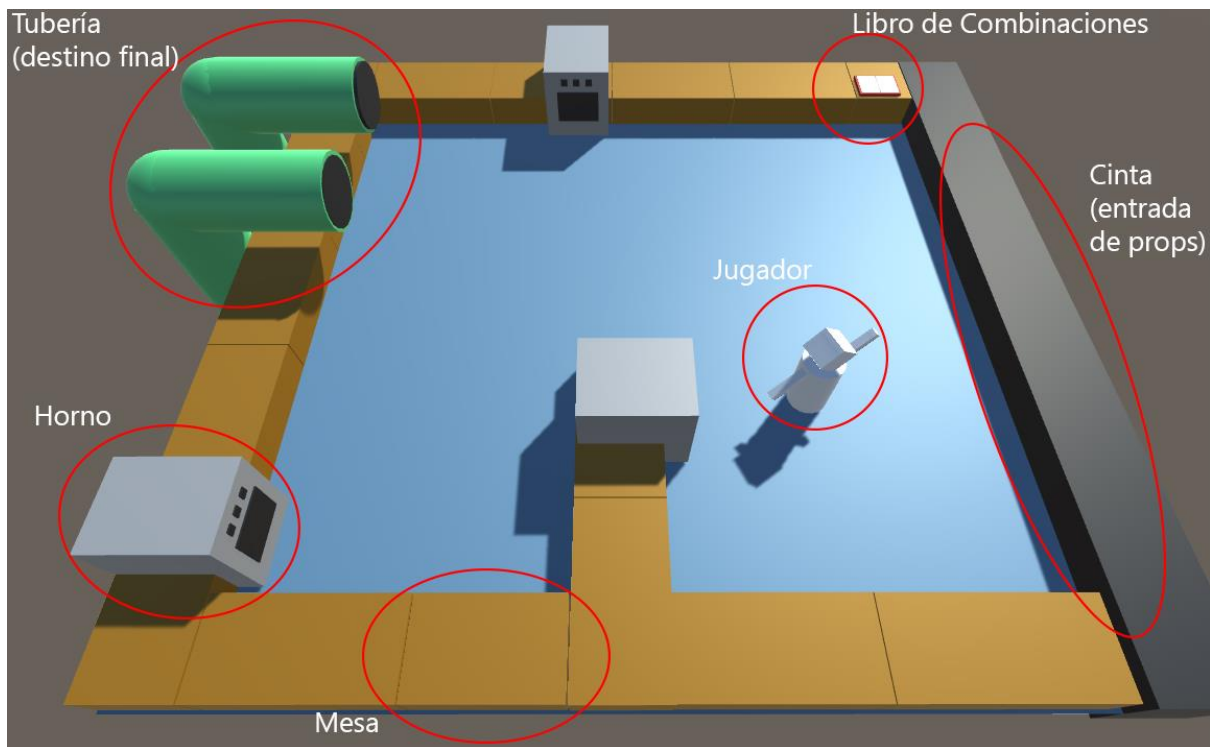 Tubería
(destino final)
Libro de Combinaciones
Cinta
(entrada
de props)
Jugador
Horno
Mesa